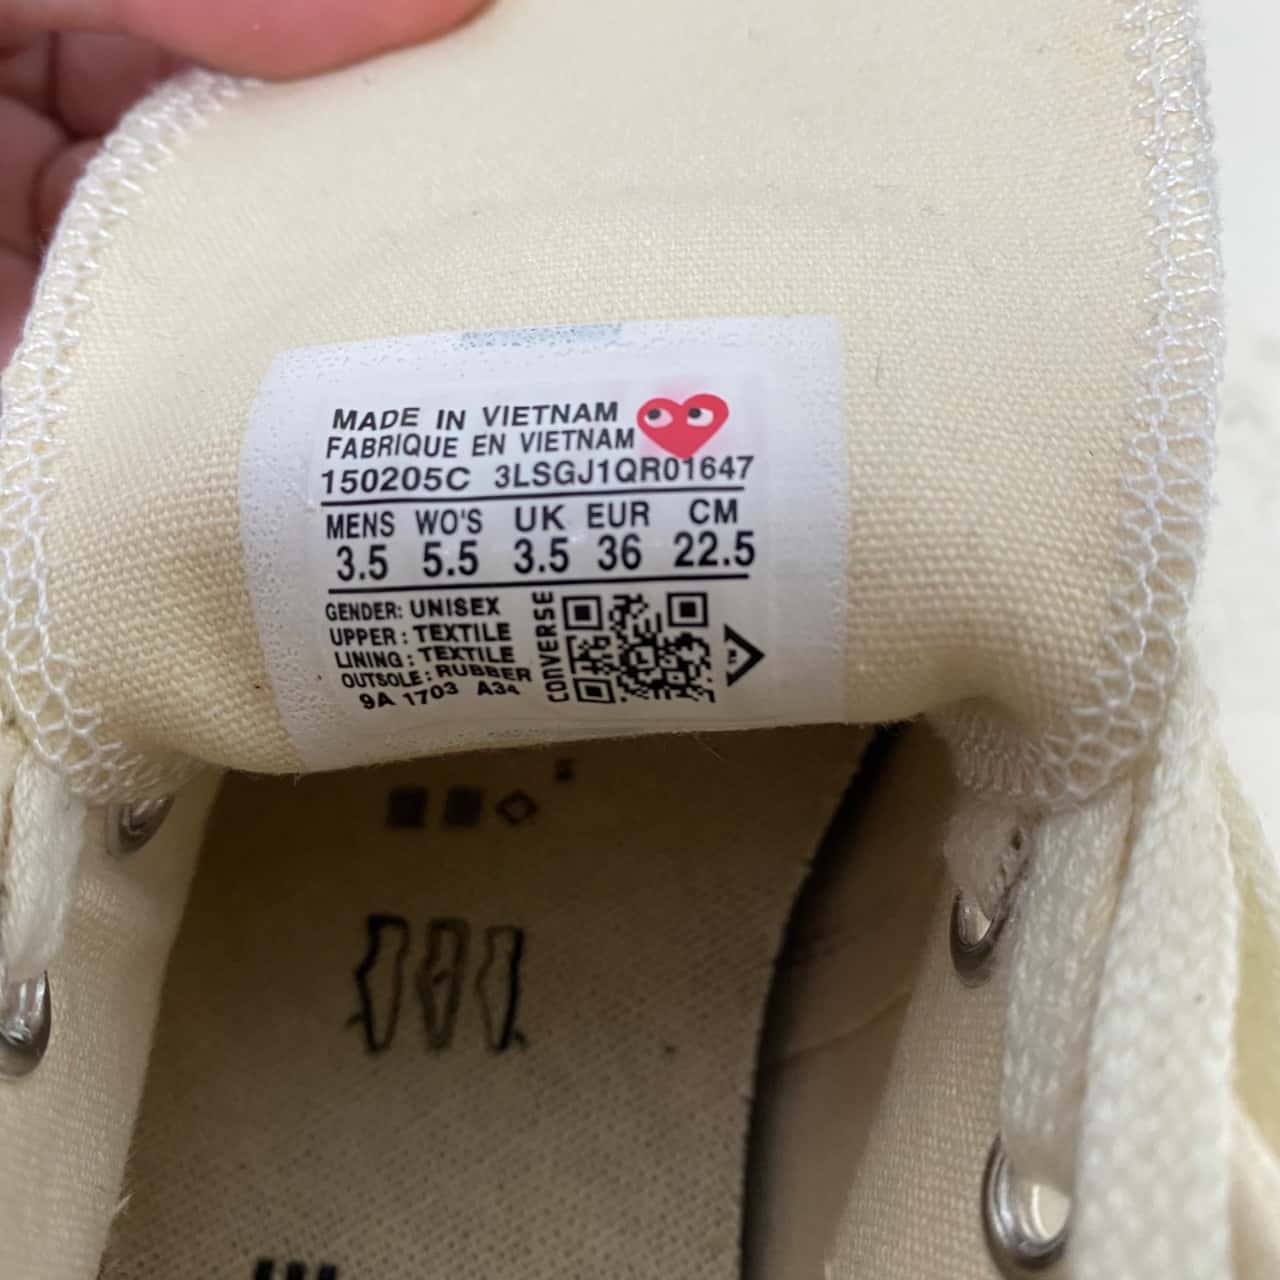 MADE IN VIETNAM
FABRIQUE EN VIETNAM
150205C 3LSGJ1QR01647
MENS WO'S UK EUR CM
3.5 5.5 3.5 36 22.5
GENDER: UNISEX
UPPER: TEXTILE
LINING: TEXTILE
OUTSOLE: RUBBER
9A 1703 A34
CONVERSE
TM